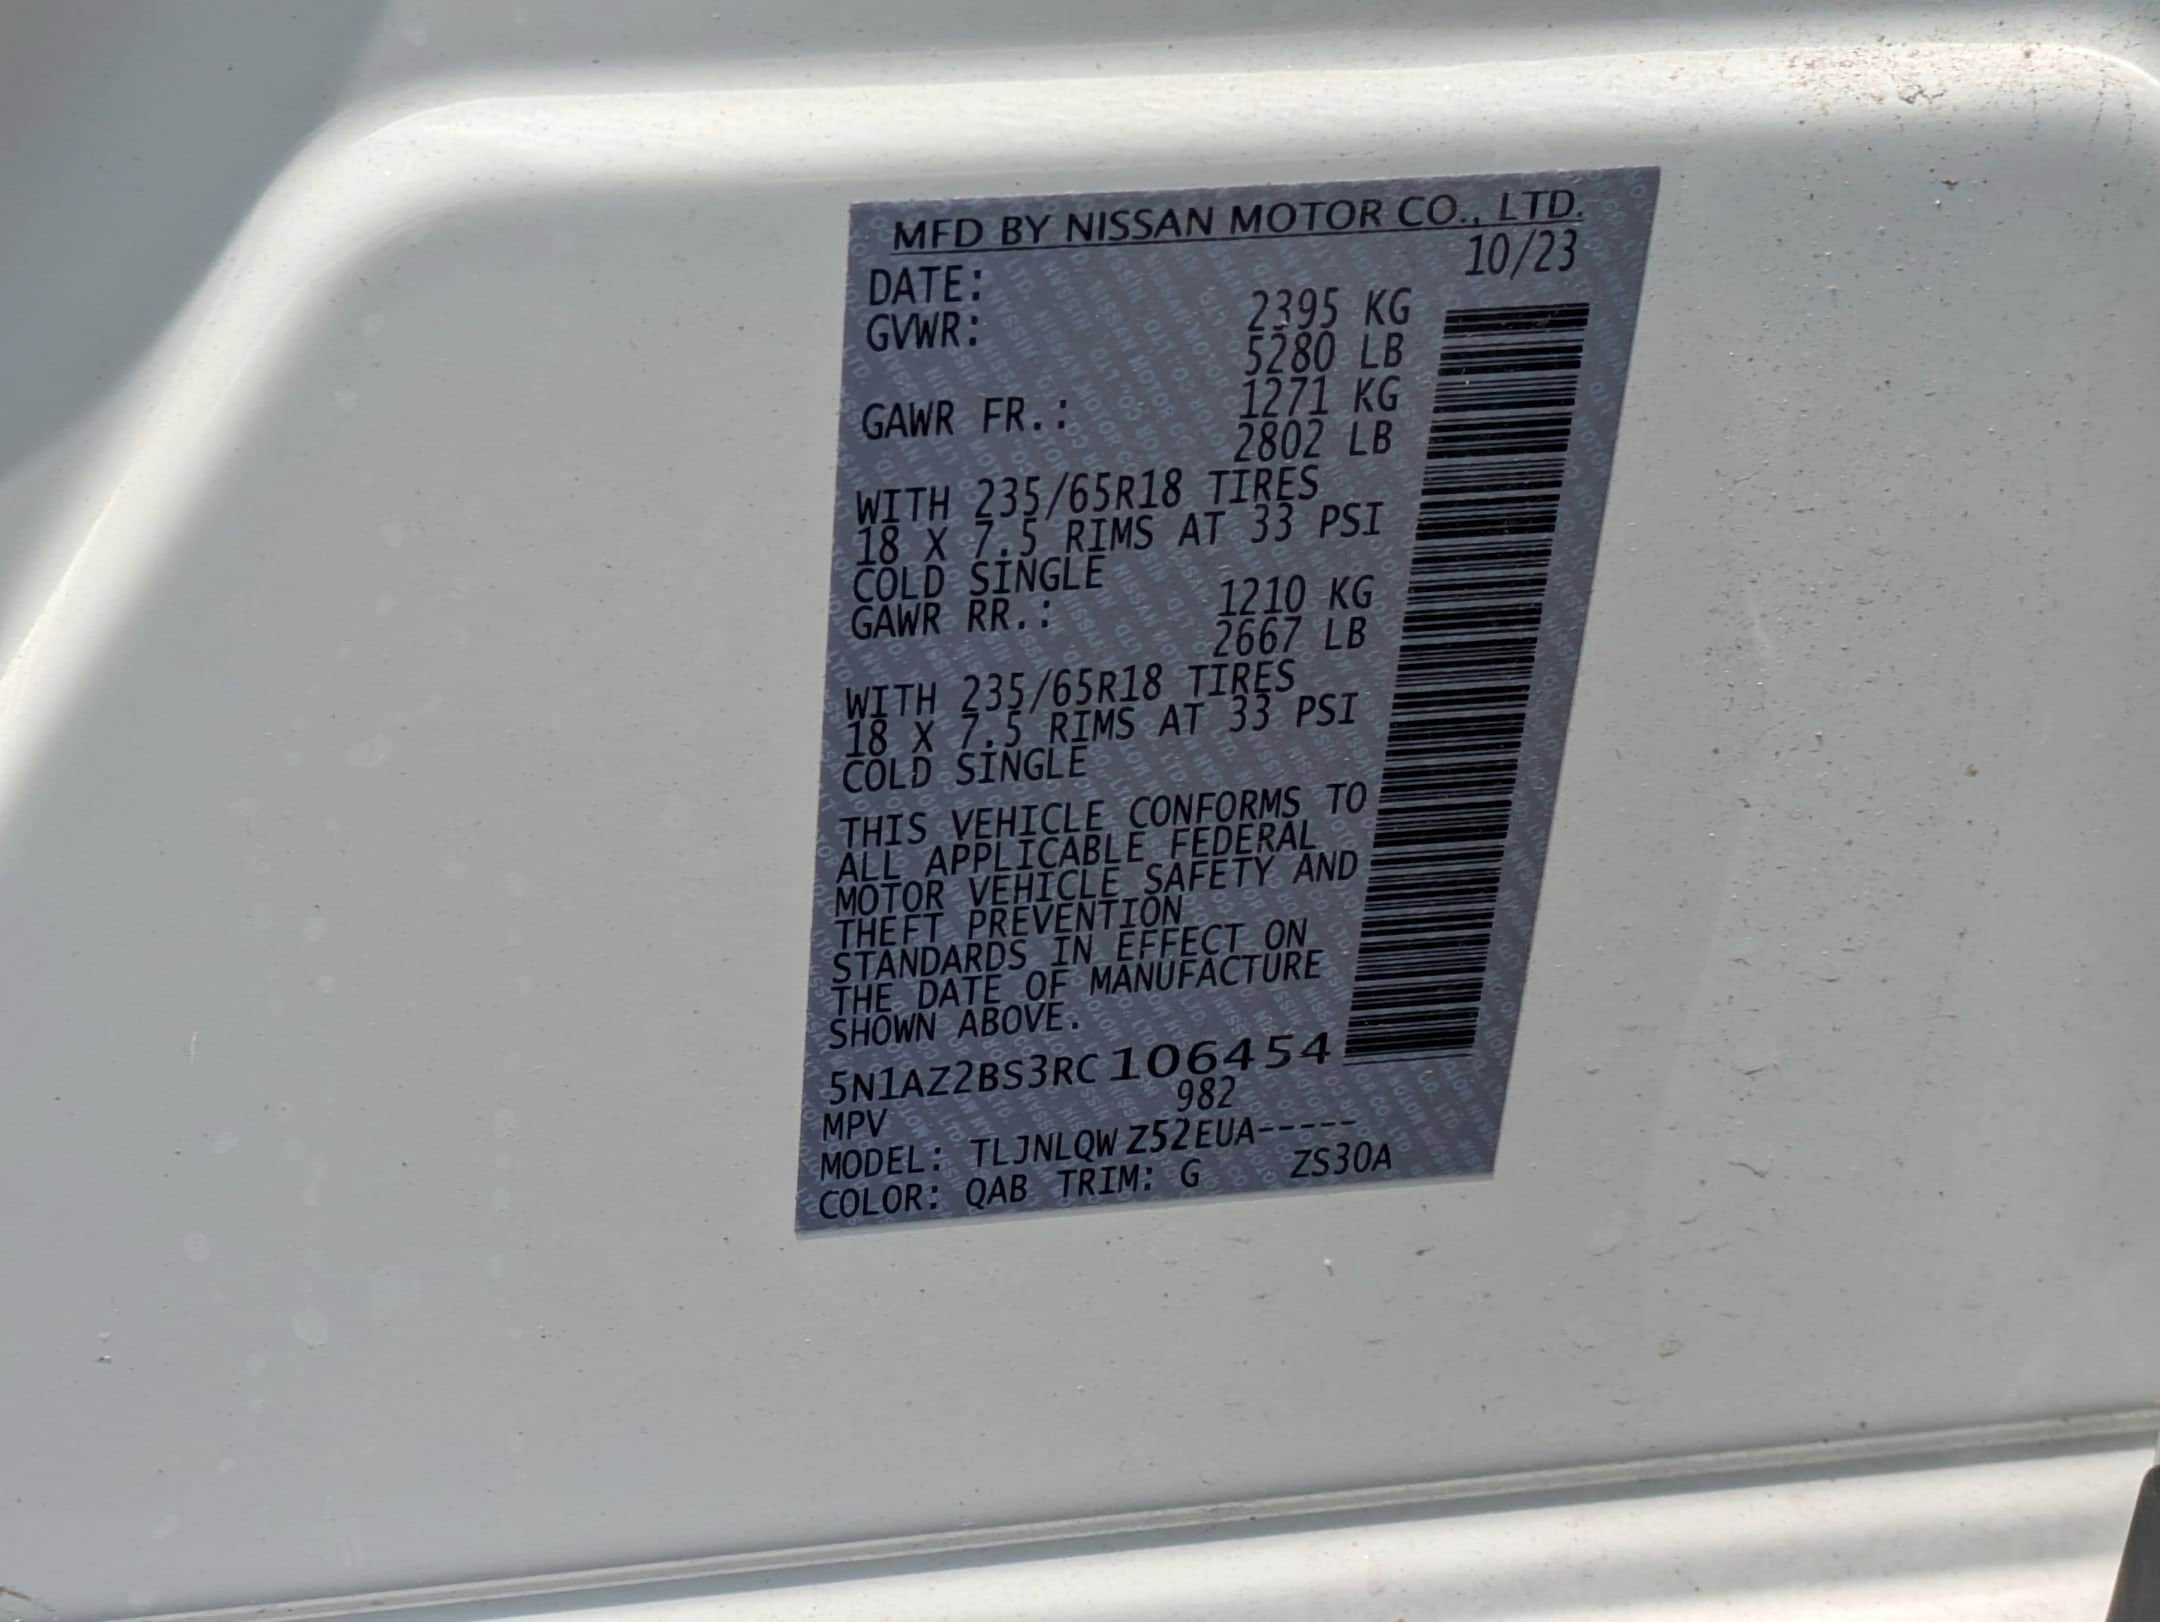 MFD BY NISSAN MOTOR CO., LTD.
DATE: 10/23
GVWR: 2395 KG
5280 LB
GAWR FR.: 1271 KG
2802 LB
WITH 235/65R18 TIRES
18 X 7.5 RIMS AT 33 PSI
COLD SINGLE
GAWR RR.: 1210 KG
2667 LB
WITH 235/65R18 TIRES
18 X 7.5 RIMS AT 33 PSI
COLD SINGLE
THIS VEHICLE CONFORMS TO
ALL APPLICABLE FEDERAL
MOTOR VEHICLE SAFETY AND
THEFT PREVENTION
STANDARDS IN EFFECT ON
THE DATE OF MANUFACTURE
SHOWN ABOVE.
5N1AZ2BS3RC106454
MPV 982
MODEL: TLJNLQWZ52EUA-----
COLOR: QAB TRIM: G ZS30A